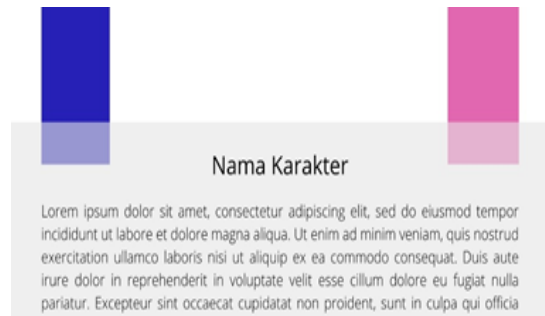 Nama Karakter
Lorem ipsum dolor sit amet, consectetur adipiscing elit, sed do eiusmod tempor
incididunt ut labore et dolore magna aliqua. Ut enim ad minim veniam, quis nostrud
exercitation ullamco laboris nisi ut aliquip ex ea commodo consequat. Duis aute
irure dolor in reprehenderit in voluptate velit esse cillum dolore eu fugiat nulla
pariatur. Excepteur sint occaecat cupidatat non proident, sunt in culpa qui officia